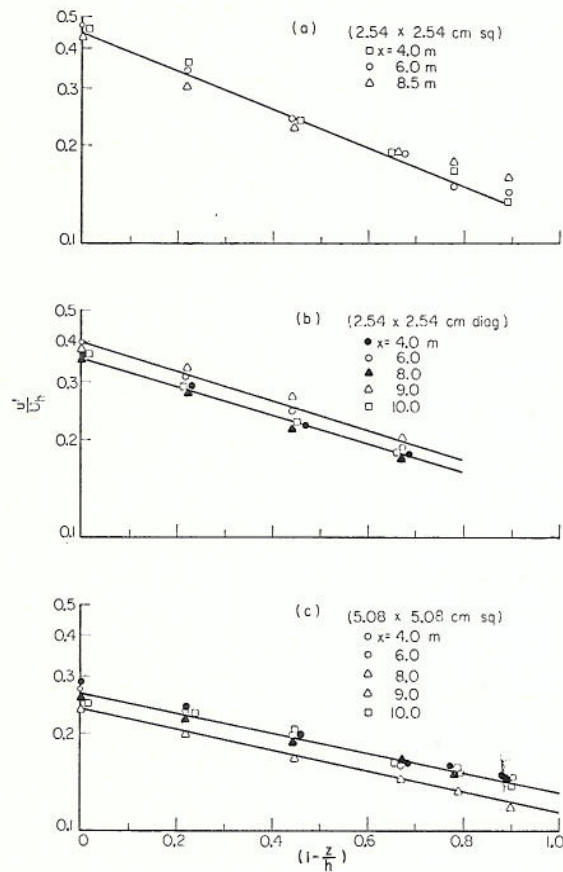 0.5
(a) (2.54 x 2.54 cm sq)
0.4
□ x = 4.0 m
○ 6.0 m
0.3
△ 8.5 m
0.2
0.1
0.5
(b) (2.54 x 2.54 cm diag)
0.4
● x = 4.0 m
○ 6.0
0.3
▲ 8.0
△ 9.0
□ 10.0
u'/U_h
0.2
0.1
0.5
(c) (5.08 x 5.08 cm sq)
0.4
○ x = 4.0 m
○ 6.0
0.3
△ 8.0
△ 9.0
□ 10.0
0.2
0.1
0 0.2 0.4 0.6 0.8 1.0
(1-z/h)